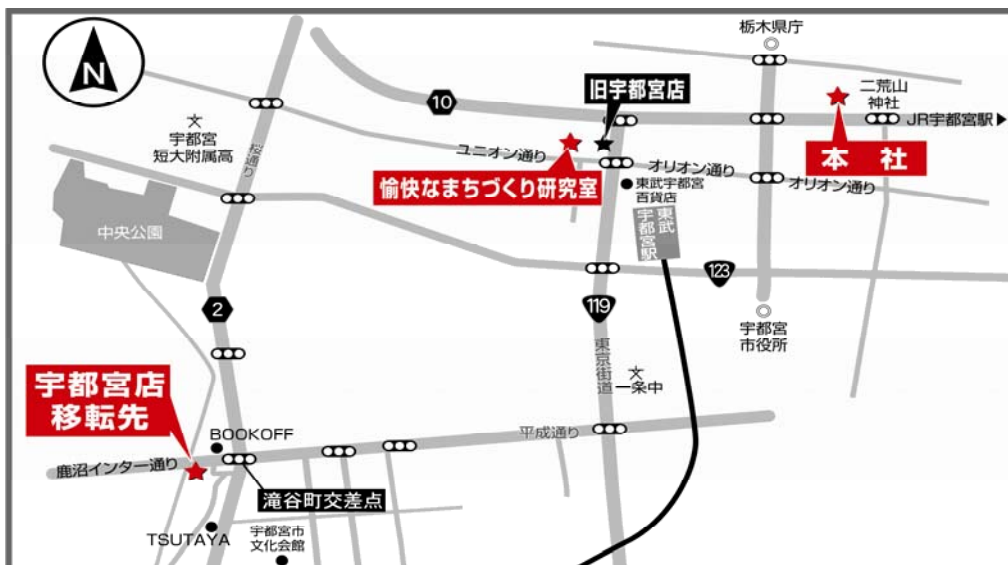 栃木県庁
N
10
旧宇都宮店
二荒山
神社
JR宇都宮駅▶
本 社
文
宇都宮
短大附属高
桜通り
ユニオン通り
オリオン通り
オリオン通り
愉快なまちづくり研究室
東武宇都宮
百貨店
東武
宇都宮駅
中央公園
123
2
119
宇都宮
市役所
東京街道
文
一条中
宇都宮店
移転先
BOOKOFF
平成通り
鹿沼インター通り
滝谷町交差点
TSUTAYA
宇都宮市
文化会館